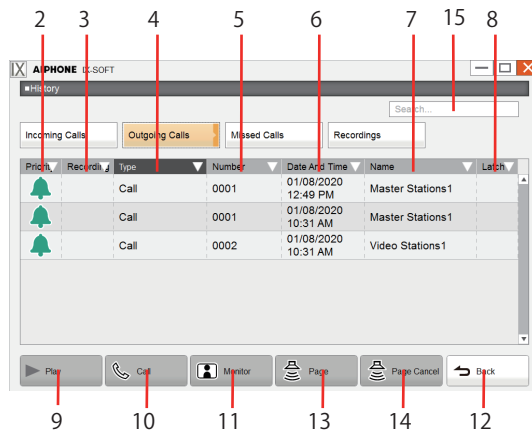 2 3 4 5 6 7 15 8
IX AIPHONE IX-SOFT
■History
Search...
Incoming Calls Outgoing Calls Missed Calls Recordings
Priority Recording Type Number Date And Time Name Latch
Call 0001 01/08/2020 12:49 PM Master Stations1
Call 0001 01/08/2020 10:31 AM Master Stations1
Call 0002 01/08/2020 10:31 AM Video Stations1
Play Call Monitor Page Page Cancel Back
9 10 11 13 14 12